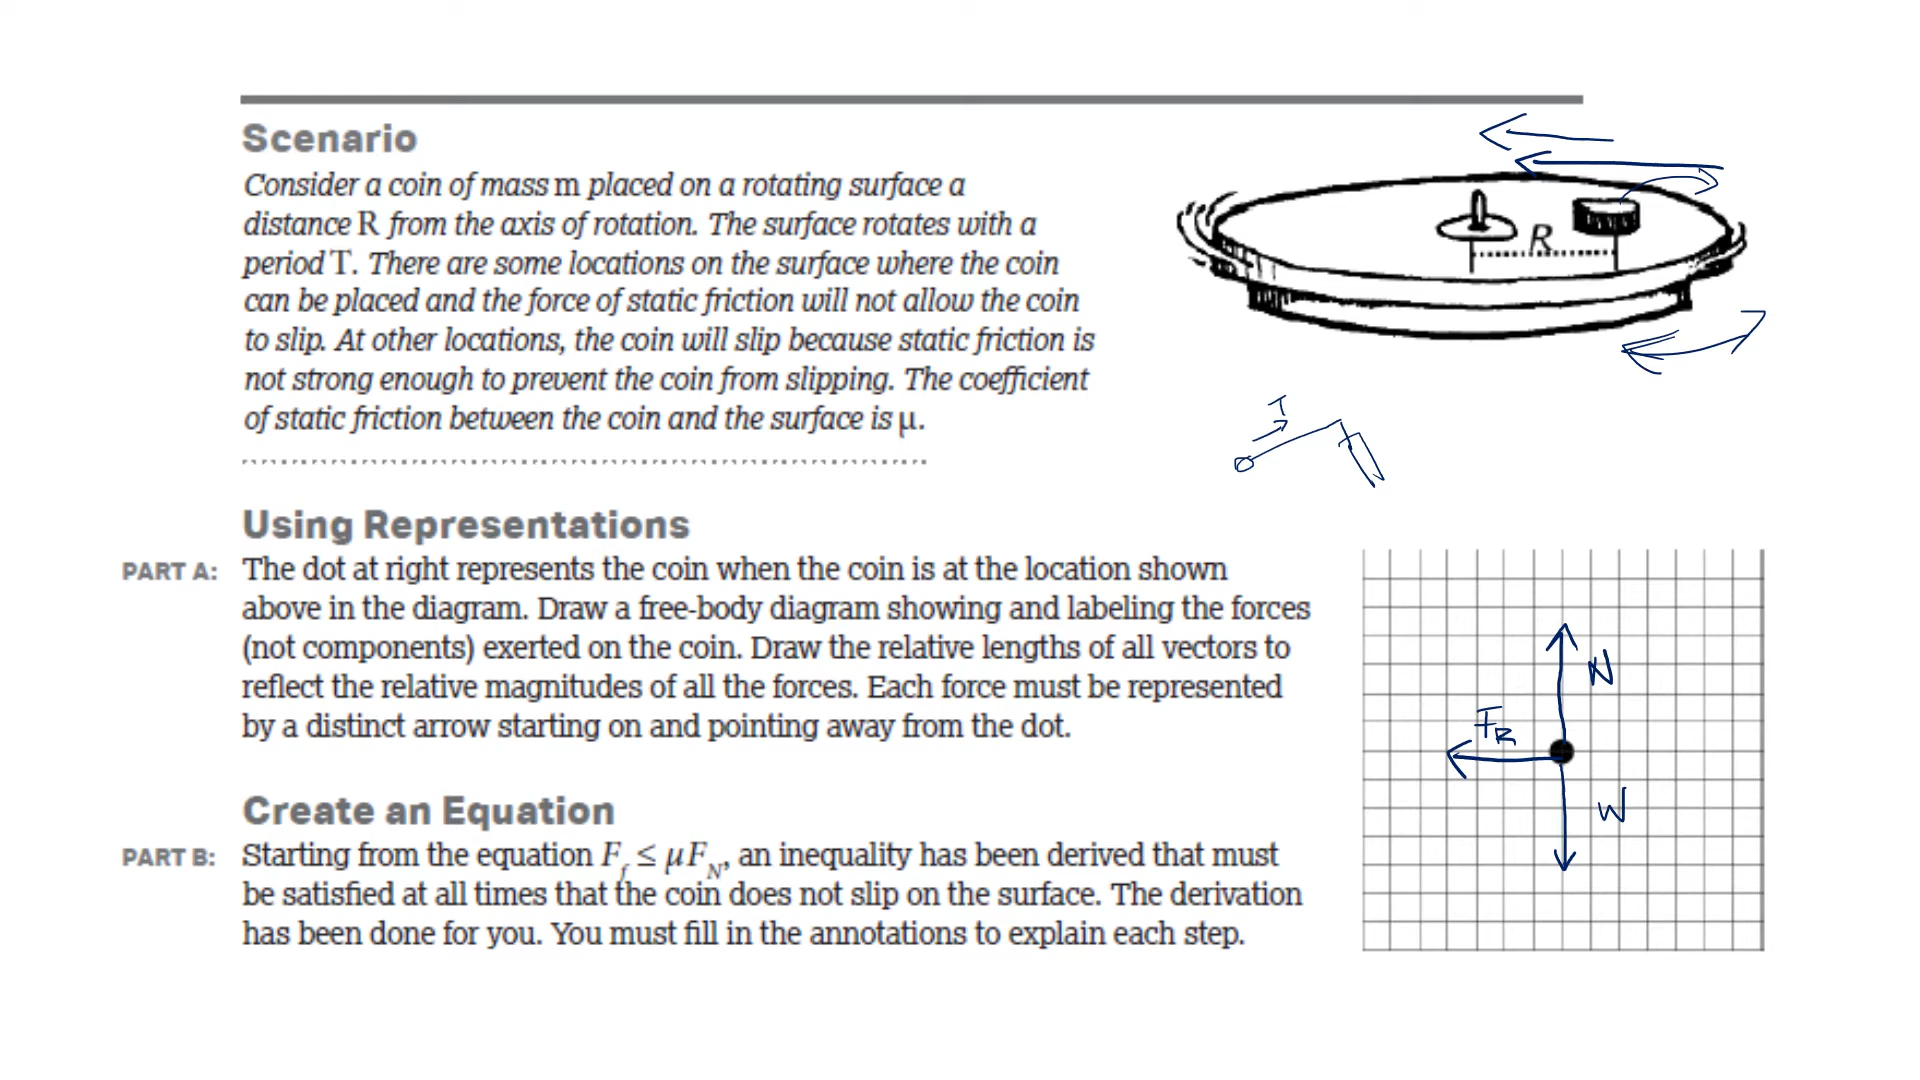 Scenario
Consider a coin of mass m placed on a rotating surface a
distance R from the axis of rotation. The surface rotates with a
period T. There are some locations on the surface where the coin
can be placed and the force of static friction will not allow the coin
to slip. At other locations, the coin will slip because static friction is
not strong enough to prevent the coin from slipping. The coefficient
of static friction between the coin and the surface is μ.
R
T
Using Representations
PART A: The dot at right represents the coin when the coin is at the location shown
above in the diagram. Draw a free-body diagram showing and labeling the forces
(not components) exerted on the coin. Draw the relative lengths of all vectors to
reflect the relative magnitudes of all the forces. Each force must be represented
by a distinct arrow starting on and pointing away from the dot.
N
FR
W
Create an Equation
PART B: Starting from the equation F_f ≤ μF_N, an inequality has been derived that must
be satisfied at all times that the coin does not slip on the surface. The derivation
has been done for you. You must fill in the annotations to explain each step.